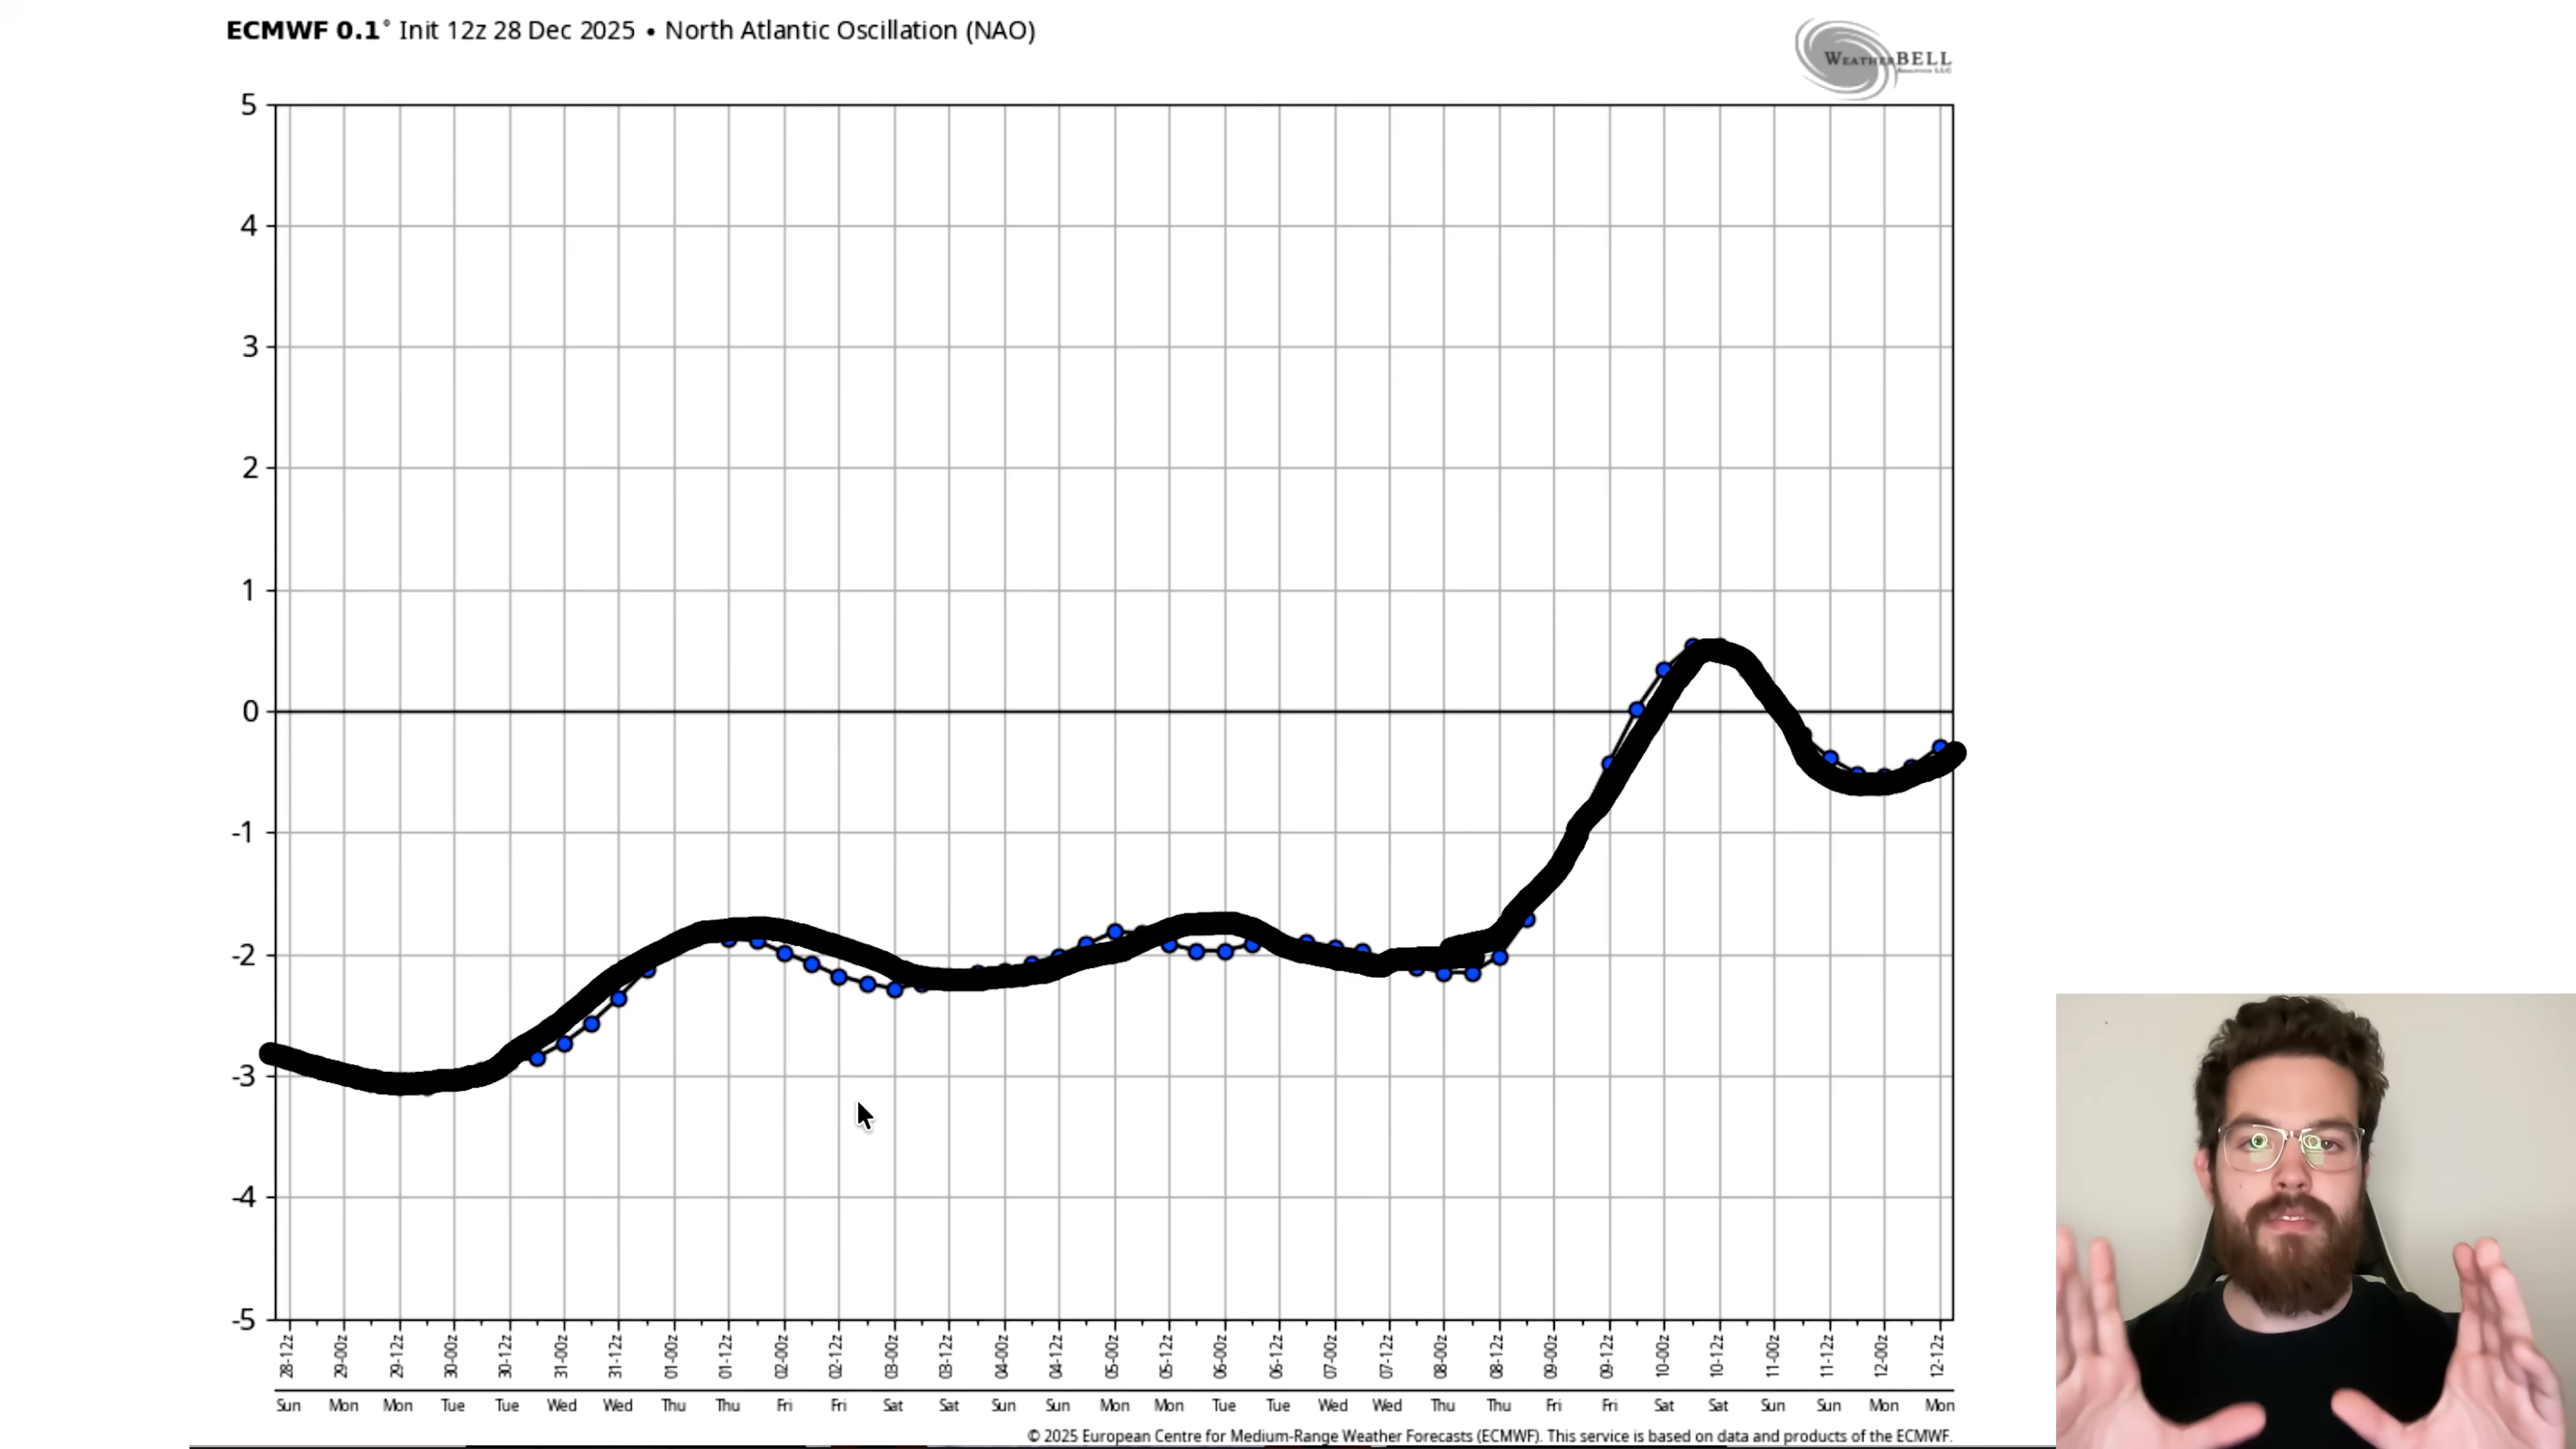 ECMWF 0.1° Init 12z 28 Dec 2025 • North Atlantic Oscillation (NAO)
WEATHERBELL
5
4
3
2
1
0
-1
-2
-3
-4
-5
28-12z 29-00z 29-12z 30-00z 30-12z 31-00z 31-12z 01-00z 01-12z 02-00z 02-12z 03-00z 03-12z 04-00z 04-12z 05-00z 05-12z 06-00z 06-12z 07-00z 07-12z 08-00z 08-12z 09-00z 09-12z 10-00z 10-12z 11-00z 11-12z 12-00z 12-12z
Sun Mon Mon Tue Tue Wed Wed Thu Thu Fri Fri Sat Sat Sun Sun Mon Mon Tue Tue Wed Wed Thu Thu Fri Fri Sat Sat Sun Sun Mon Mon
© 2025 European Centre for Medium-Range Weather Forecasts (ECMWF). This service is based on data and products of the ECMWF.